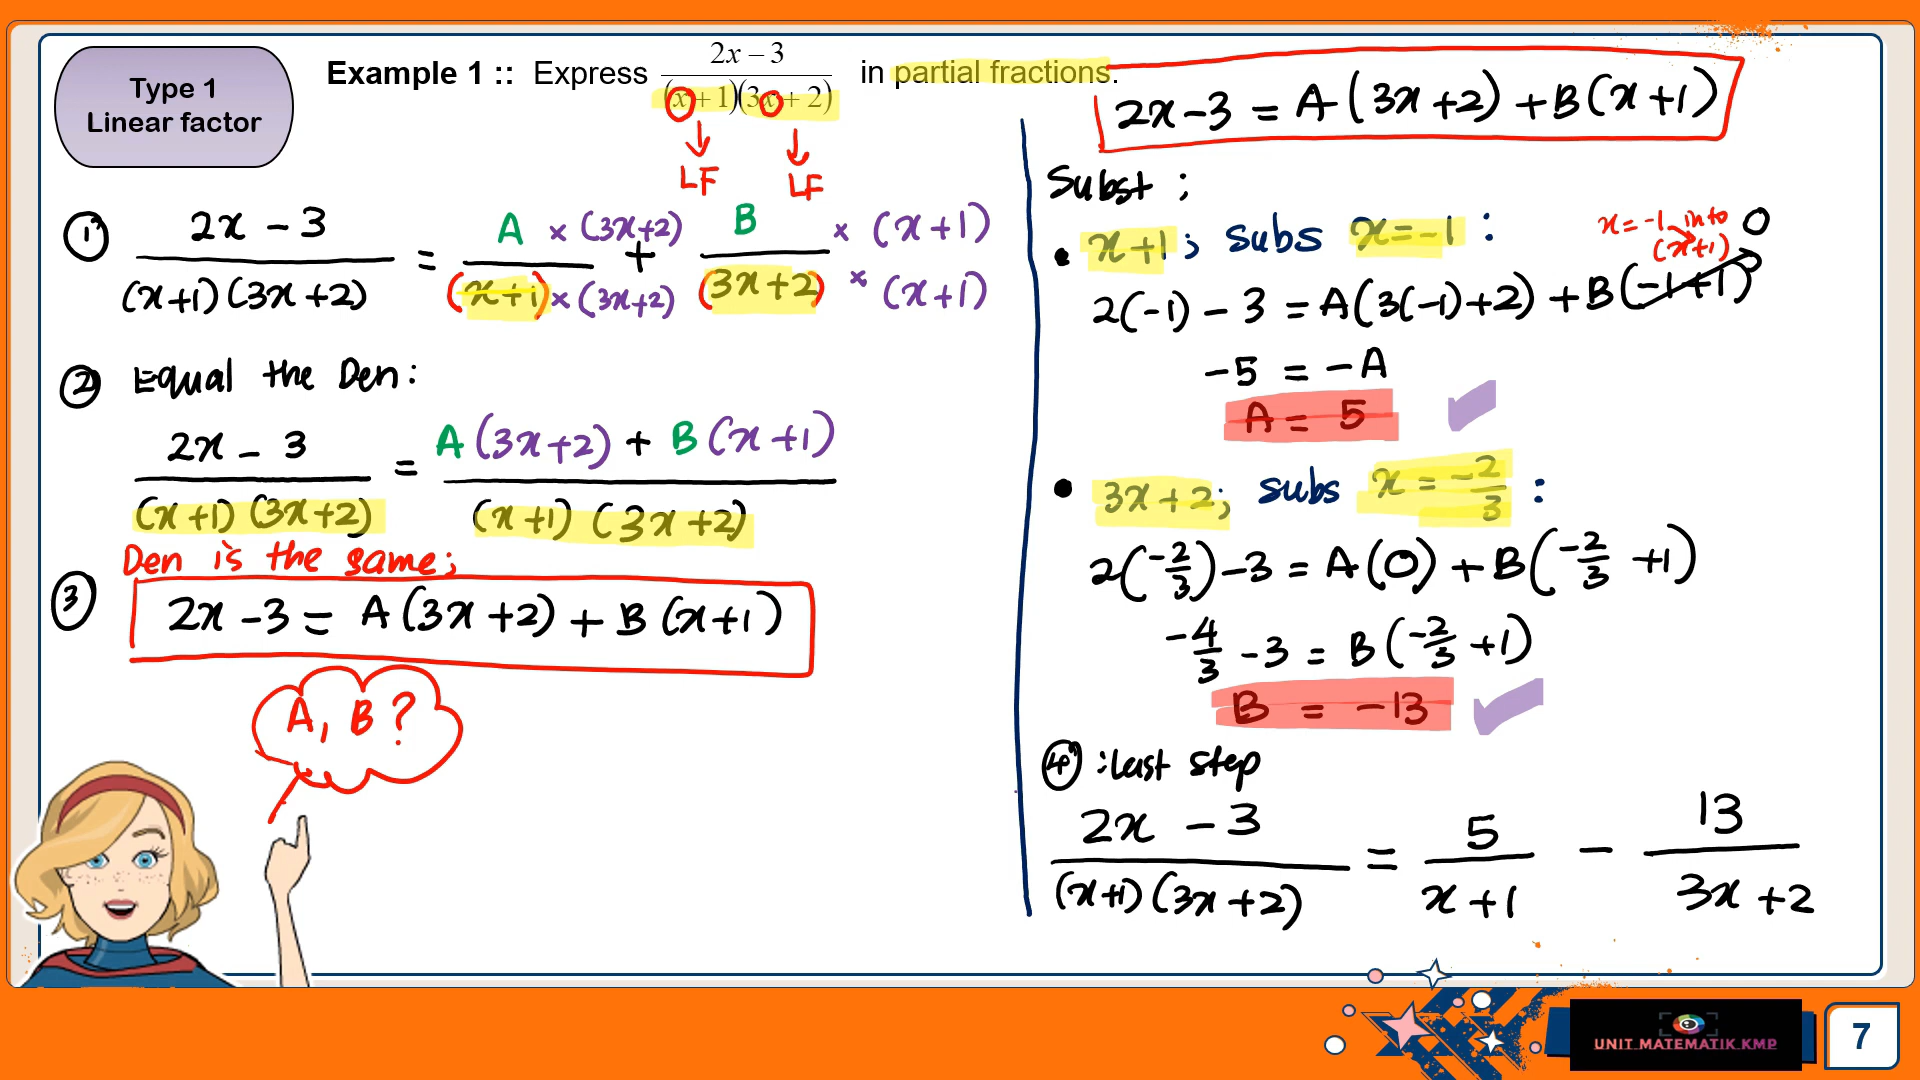 Type 1
Linear factor
Example 1 :: Express (2x − 3)/((x + 1)(3x + 2)) in partial fractions.
LF LF
① (2x − 3)/((x+1)(3x+2)) = A × (3x+2)/((x+1) × (3x+2)) + B × (x+1)/((3x+2) × (x+1))
② Equal the Den:
(2x − 3)/((x+1)(3x+2)) = (A(3x+2) + B(x+1))/((x+1)(3x+2))
Den is the same;
③ 2x − 3 = A(3x+2) + B(x+1)
A, B ?
2x − 3 = A(3x+2) + B(x+1)
Subst ;
• x+1 ; subs x = −1 :
x = −1 into (x+1)
0
2(−1) − 3 = A(3(−1)+2) + B(−1+1)
0
−5 = −A
A = 5
• 3x+2 ; subs x = −2/3 :
2(−2/3) − 3 = A(0) + B(−2/3 + 1)
−4/3 − 3 = B(−2/3 + 1)
B = −13
④ : last step
(2x − 3)/((x+1)(3x+2)) = 5/(x+1) − 13/(3x+2)
UNIT MATEMATIK KMP
7